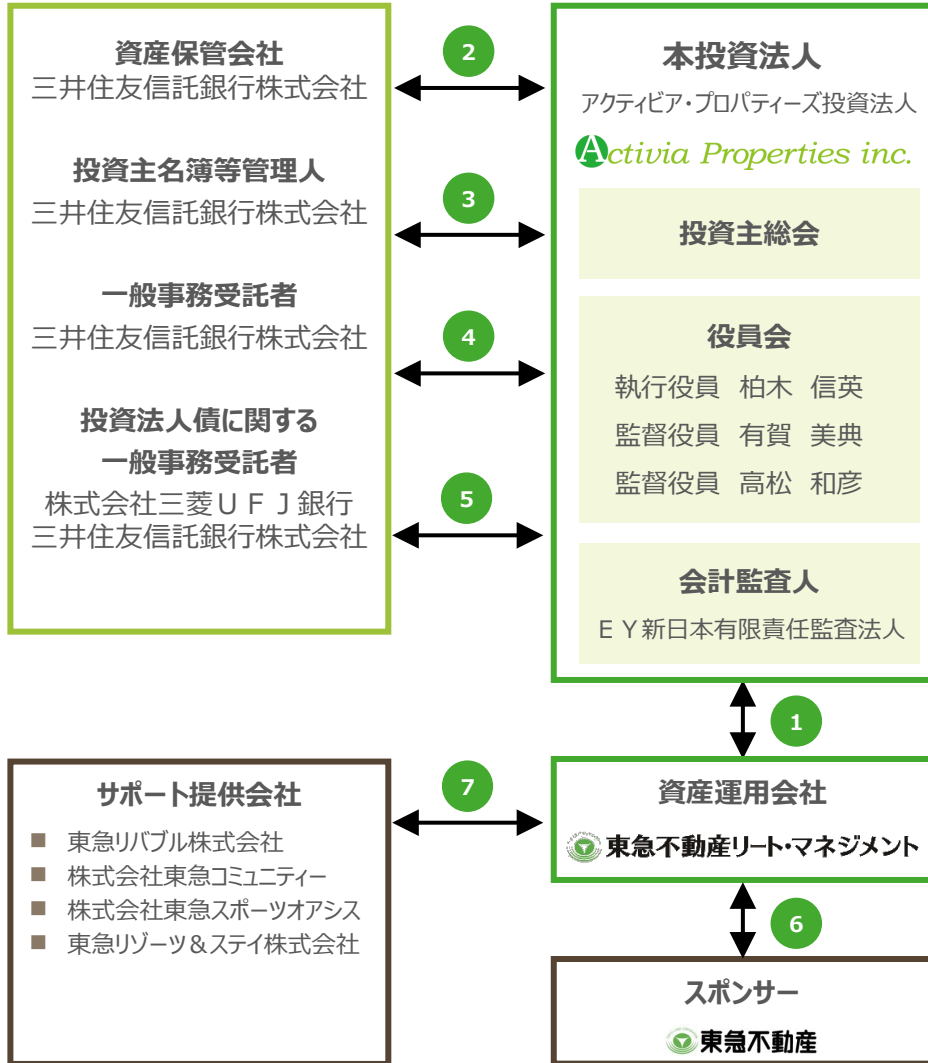 資産保管会社
三井住友信託銀行株式会社
2
投資主名簿等管理人
三井住友信託銀行株式会社
3
一般事務受託者
三井住友信託銀行株式会社
4
投資法人債に関する
一般事務受託者
株式会社三菱ＵＦＪ銀行
三井住友信託銀行株式会社
5
本投資法人
アクティビア・プロパティーズ投資法人
Activia Properties inc.
投資主総会
役員会
執行役員 柏木 信英
監督役員 有賀 美典
監督役員 高松 和彦
会計監査人
ＥＹ新日本有限責任監査法人
1
サポート提供会社
■ 東急リバブル株式会社
■ 株式会社東急コミュニティー
■ 株式会社東急スポーツオアシス
■ 東急リゾーツ＆ステイ株式会社
7
資産運用会社
東急不動産リート・マネジメント
6
スポンサー
東急不動産